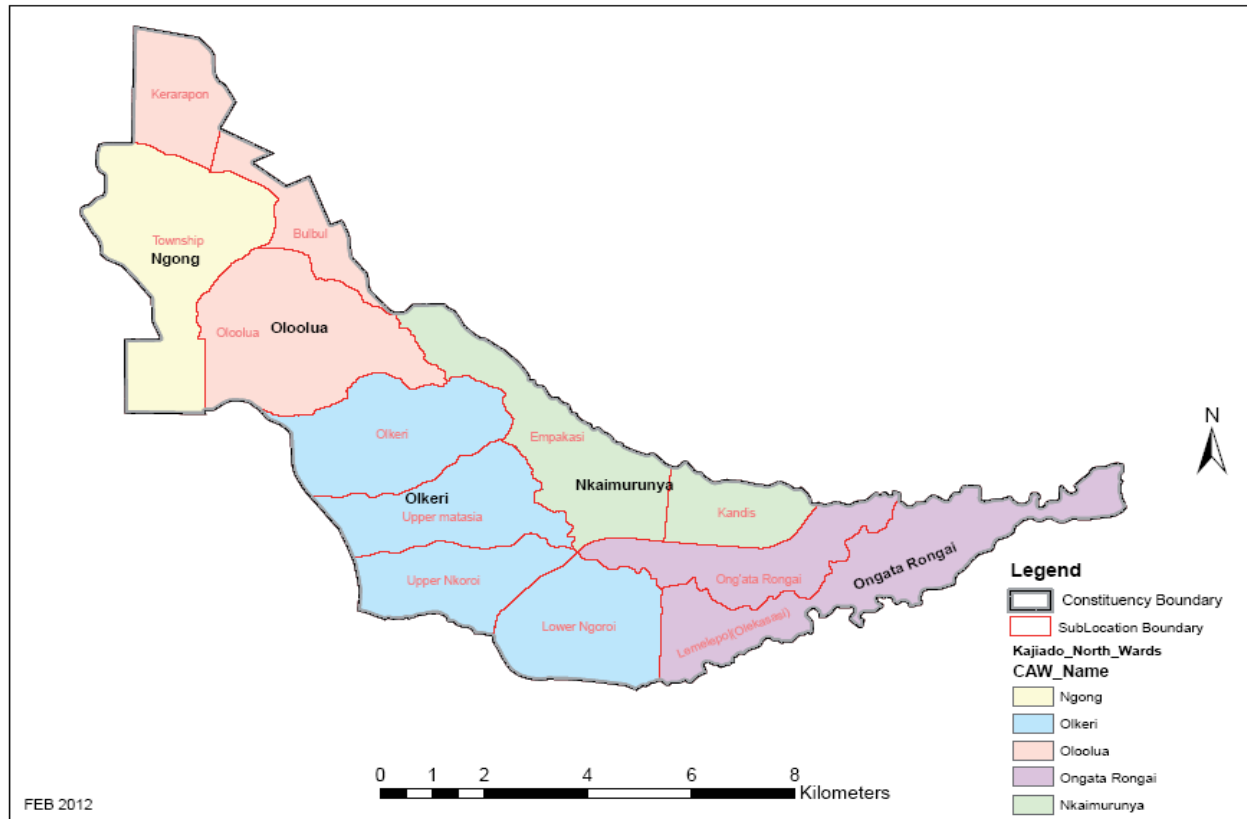 Kerarapon
Township
Ngong
Bulbul
Oloolua
Oloolua
Olkeri
Empakasi
Olkeri
Upper matasia
Nkaimurunya
Kandis
Upper Nkoroi
Lower Ngoroi
Ong'ata Rongai
Lemelepo(Olekasasi)
Ongata Rongai
N
Legend
Constituency Boundary
SubLocation Boundary
Kajiado_North_Wards
CAW_Name
Ngong
Olkeri
Oloolua
Ongata Rongai
Nkaimurunya
0 1 2 4 6 8
Kilometers
FEB 2012